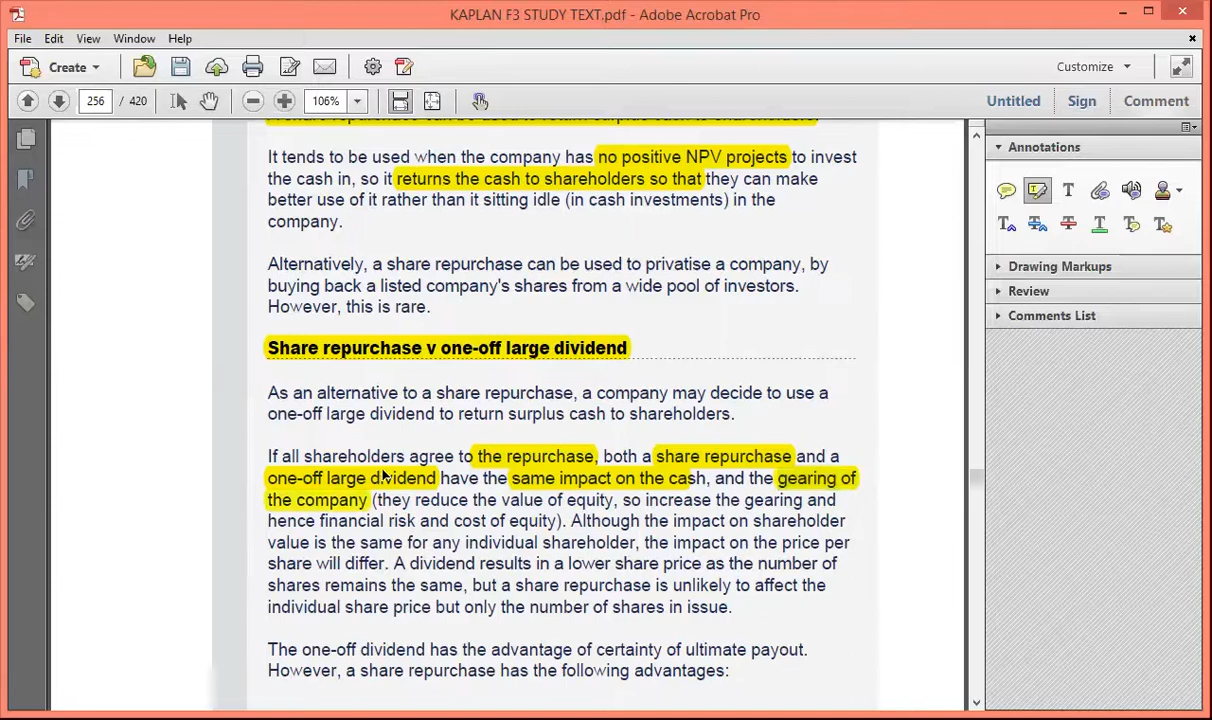 KAPLAN F3 STUDY TEXT.pdf - Adobe Acrobat Pro
File Edit View Window Help
Create
Customize
256 / 420
106%
Untitled Sign Comment
It tends to be used when the company has no positive NPV projects to invest
the cash in, so it returns the cash to shareholders so that they can make
better use of it rather than it sitting idle (in cash investments) in the
company.
Alternatively, a share repurchase can be used to privatise a company, by
buying back a listed company's shares from a wide pool of investors.
However, this is rare.
Share repurchase v one-off large dividend
As an alternative to a share repurchase, a company may decide to use a
one-off large dividend to return surplus cash to shareholders.
If all shareholders agree to the repurchase, both a share repurchase and a
one-off large dividend have the same impact on the cash, and the gearing of
the company (they reduce the value of equity, so increase the gearing and
hence financial risk and cost of equity). Although the impact on shareholder
value is the same for any individual shareholder, the impact on the price per
share will differ. A dividend results in a lower share price as the number of
shares remains the same, but a share repurchase is unlikely to affect the
individual share price but only the number of shares in issue.
The one-off dividend has the advantage of certainty of ultimate payout.
However, a share repurchase has the following advantages:
Annotations
Drawing Markups
Review
Comments List